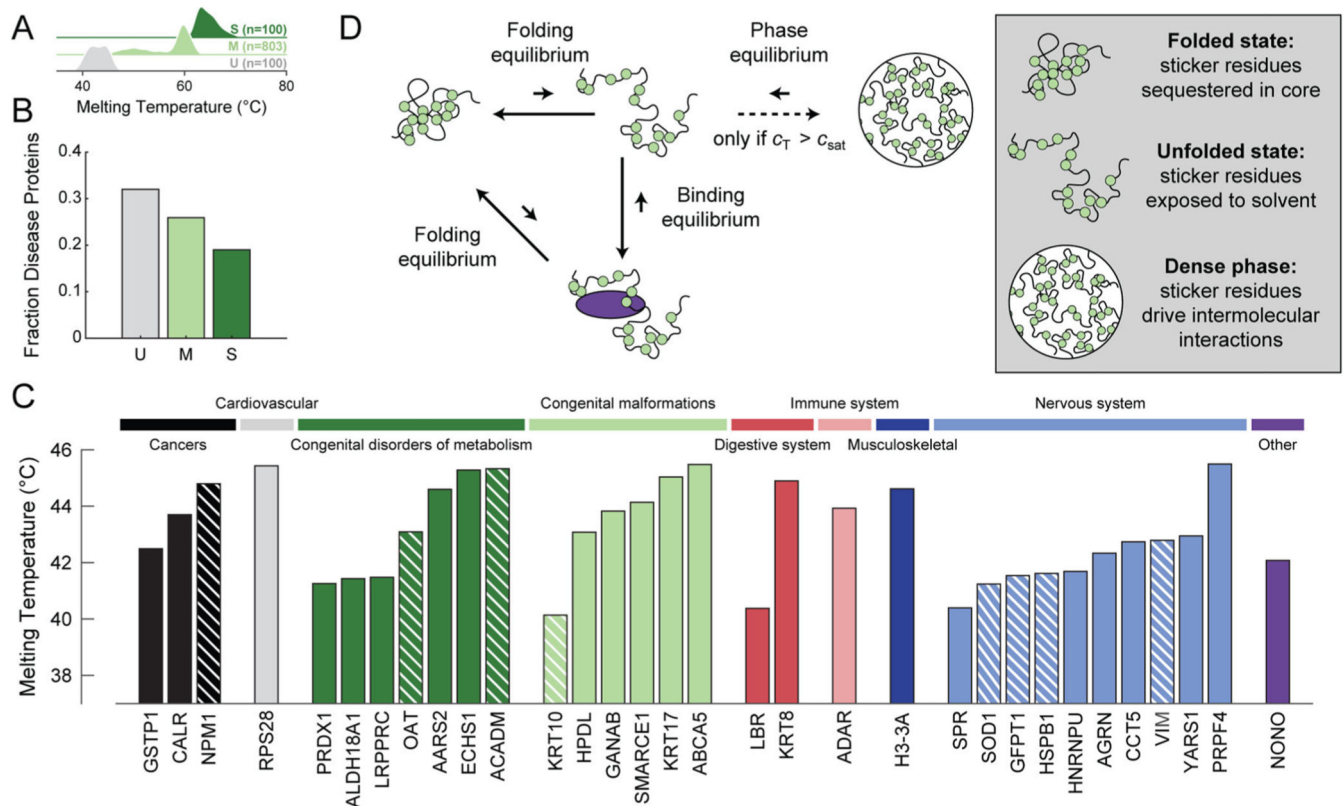 A
S (n=100)
M (n=803)
U (n=100)
40 60 80
Melting Temperature (°C)
B
Fraction Disease Proteins
0.4
0.3
0.2
0.1
0
U M S
D
Folding
equilibrium
Phase
equilibrium
only if cT > csat
Binding
equilibrium
Folding
equilibrium
Folded state:
sticker residues
sequestered in core
Unfolded state:
sticker residues
exposed to solvent
Dense phase:
sticker residues
drive intermolecular
interactions
C
Cardiovascular
Congenital malformations
Immune system
Nervous system
Cancers
Congenital disorders of metabolism
Digestive system
Musculoskeletal
Other
Melting Temperature (°C)
46
44
42
40
38
GSTP1
CALR
NPM1
RPS28
PRDX1
ALDH18A1
LRPPRC
OAT
AARS2
ECHS1
ACADM
KRT10
HPDL
GANAB
SMARCE1
KRT17
ABCA5
LBR
KRT8
ADAR
H3-3A
SPR
SOD1
GFPT1
HSPB1
HNRNPU
AGRN
CCT5
VIM
YARS1
PRPF4
NONO